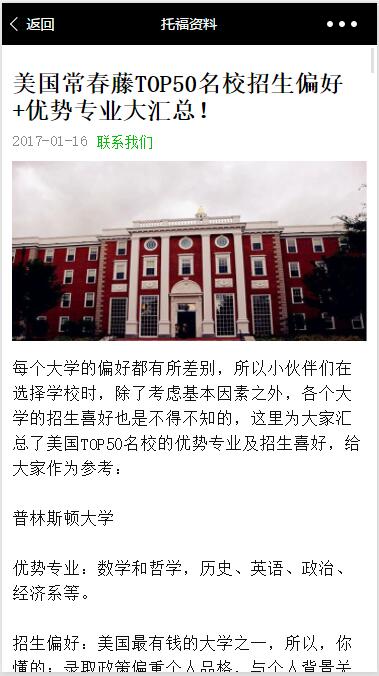 返回
托福资料
美国常春藤TOP50名校招生偏好
+优势专业大汇总！
2017-01-16 联系我们
每个大学的偏好都有所差别，所以小伙伴们在
选择学校时，除了考虑基本因素之外，各个大
学的招生喜好也是不得不知的，这里为大家汇
总了美国TOP50名校的优势专业及招生喜好，给
大家作为参考：
普林斯顿大学
优势专业：数学和哲学，历史、英语、政治、
经济系等。
招生偏好：美国最有钱的大学之一，所以，你
懂的；录取政策偏重个人品格，与个人背景关